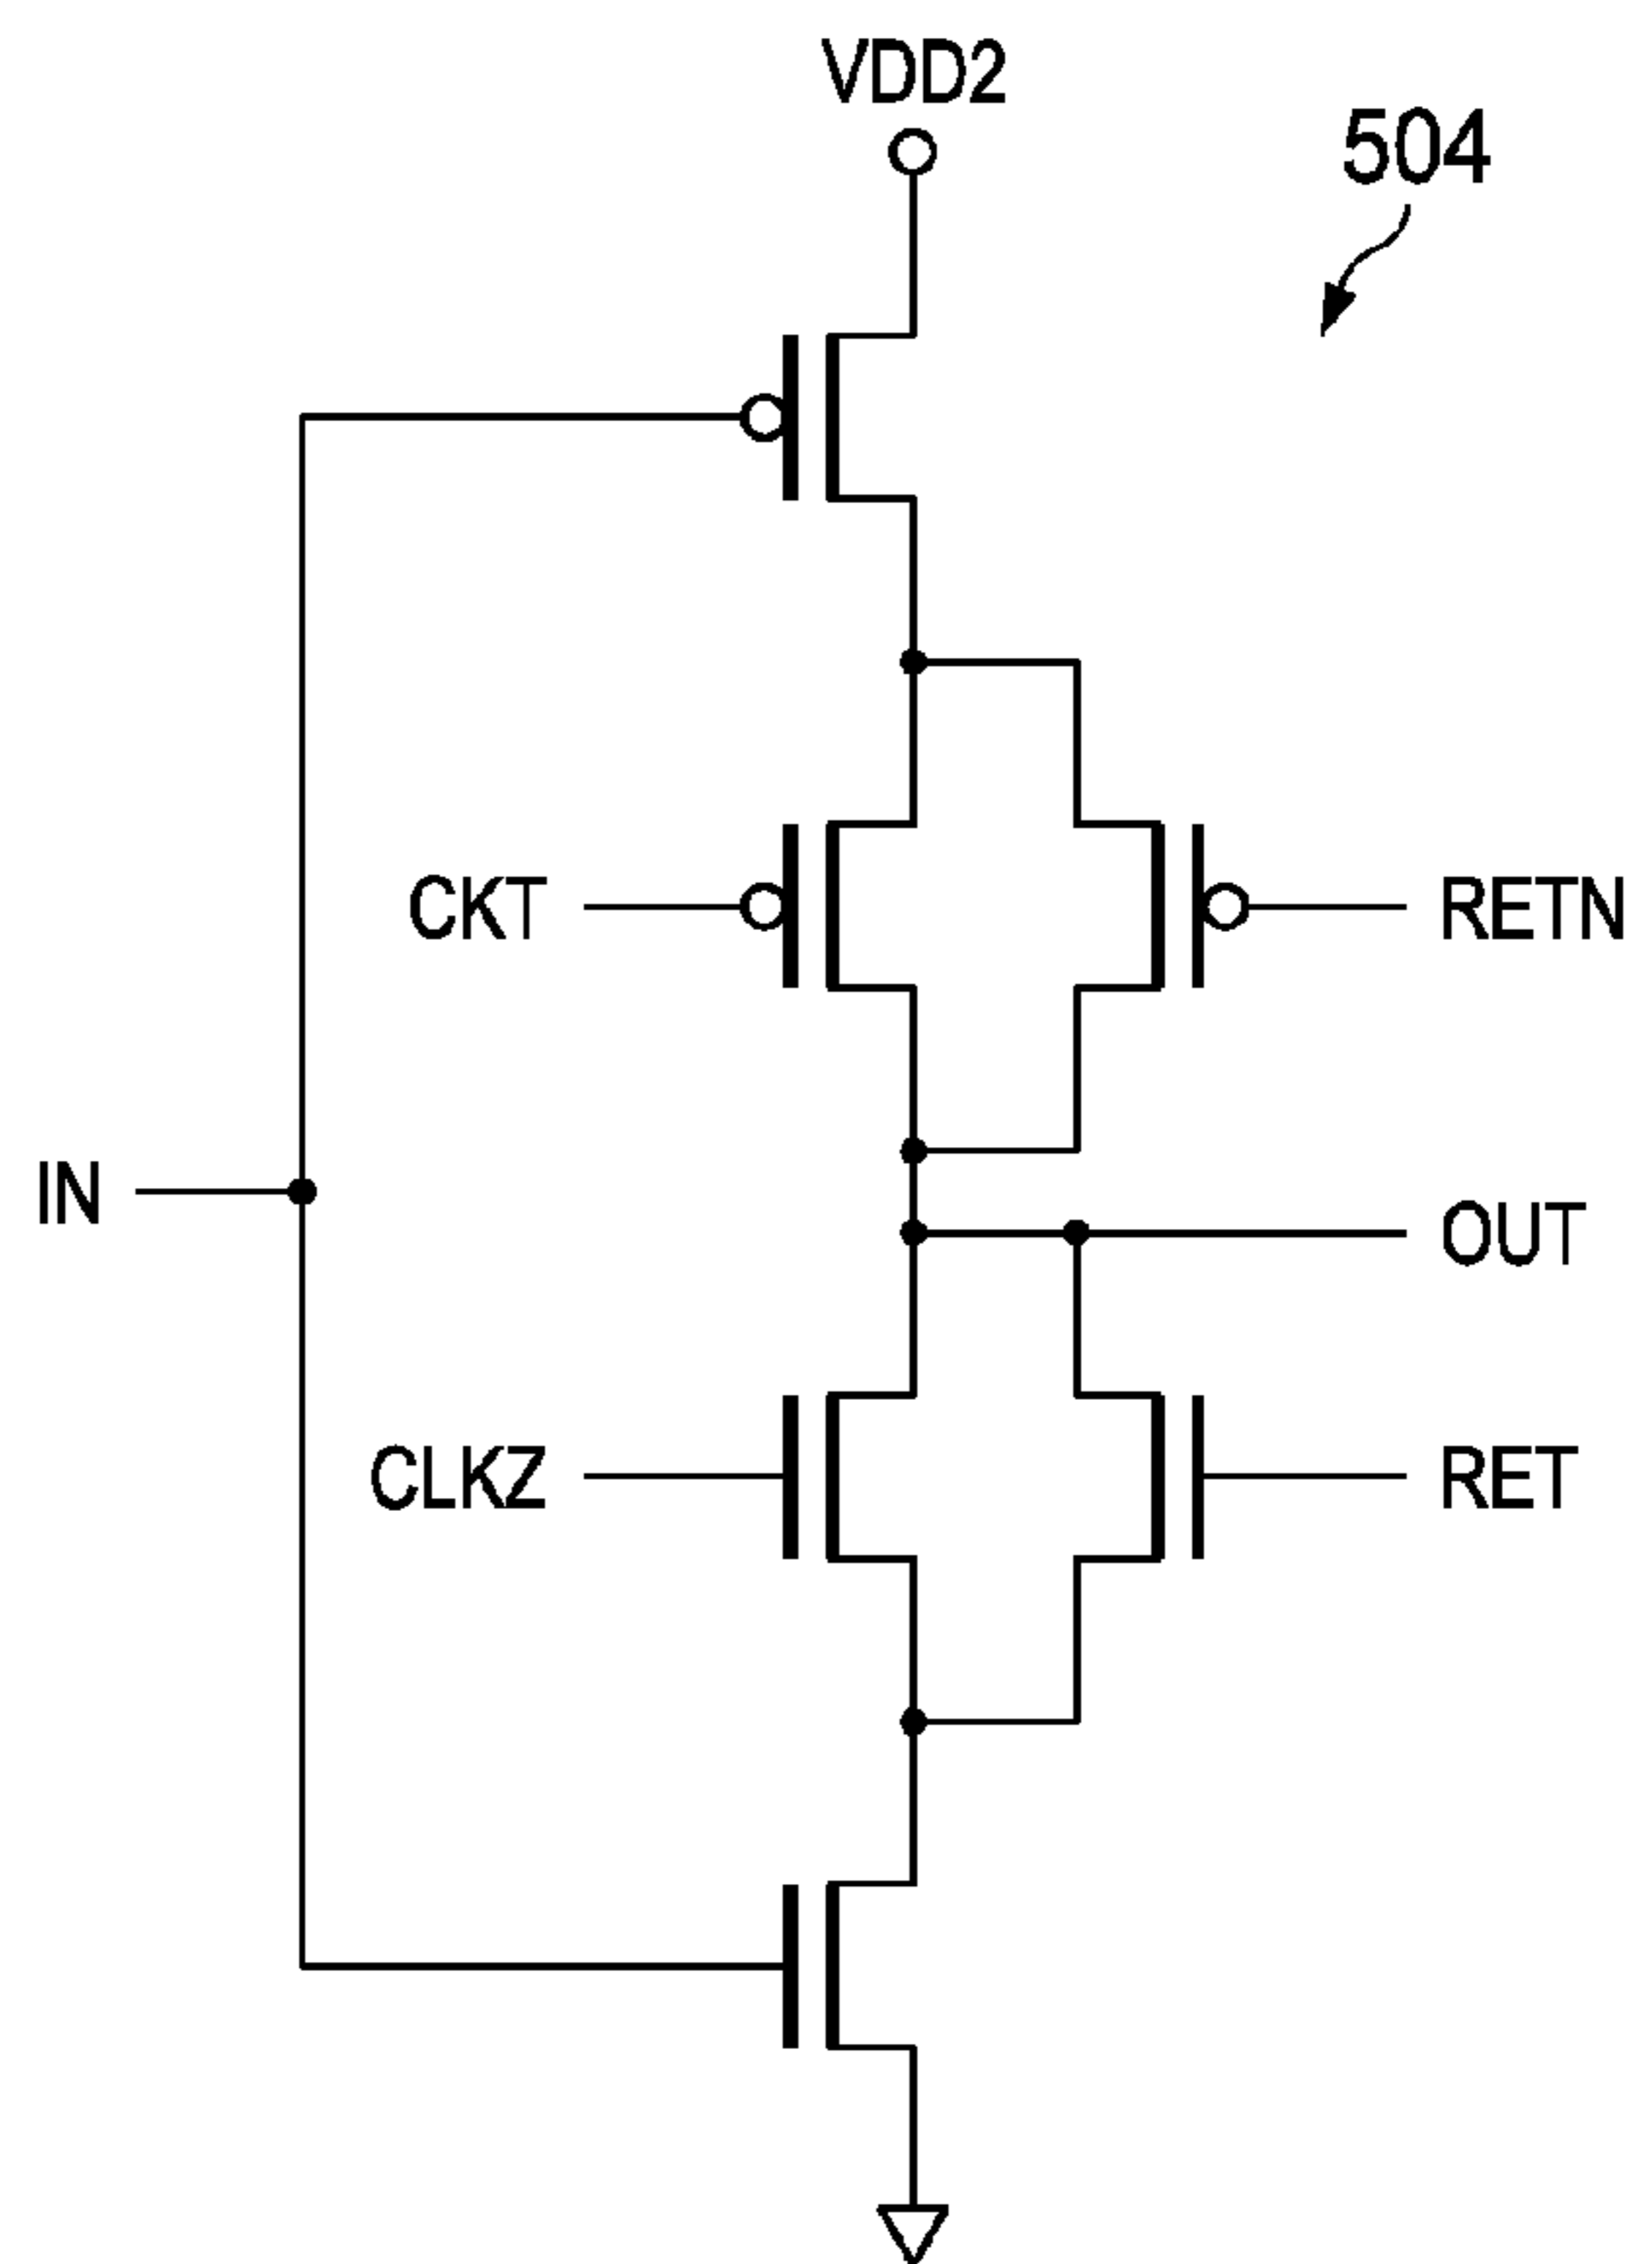 VDD2
504
CKT
RETN
IN
OUT
CLKZ
RET